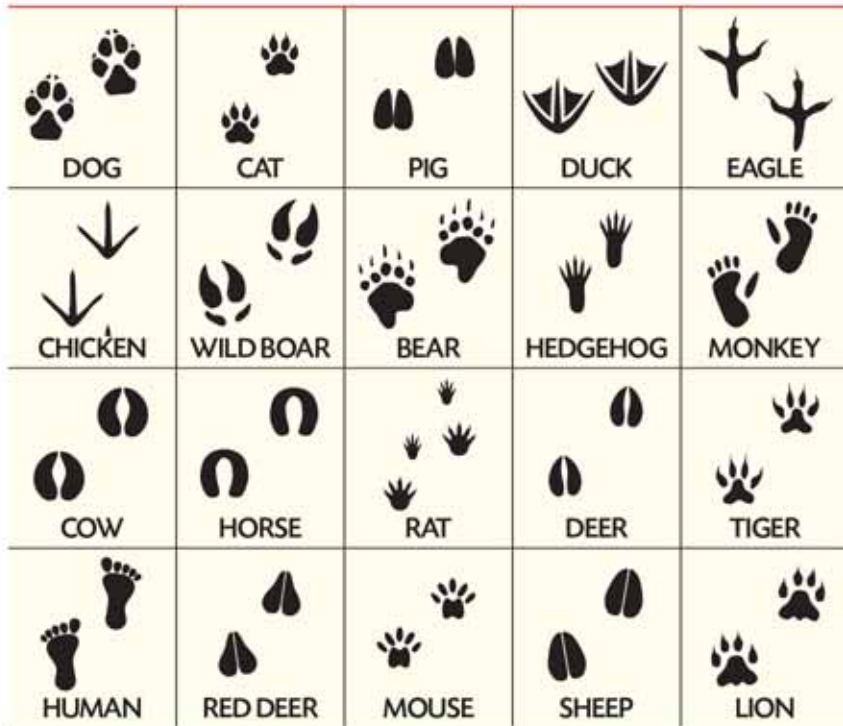 DOG CAT PIG DUCK EAGLE
CHICKEN WILD BOAR BEAR HEDGEHOG MONKEY
COW HORSE RAT DEER TIGER
HUMAN RED DEER MOUSE SHEEP LION